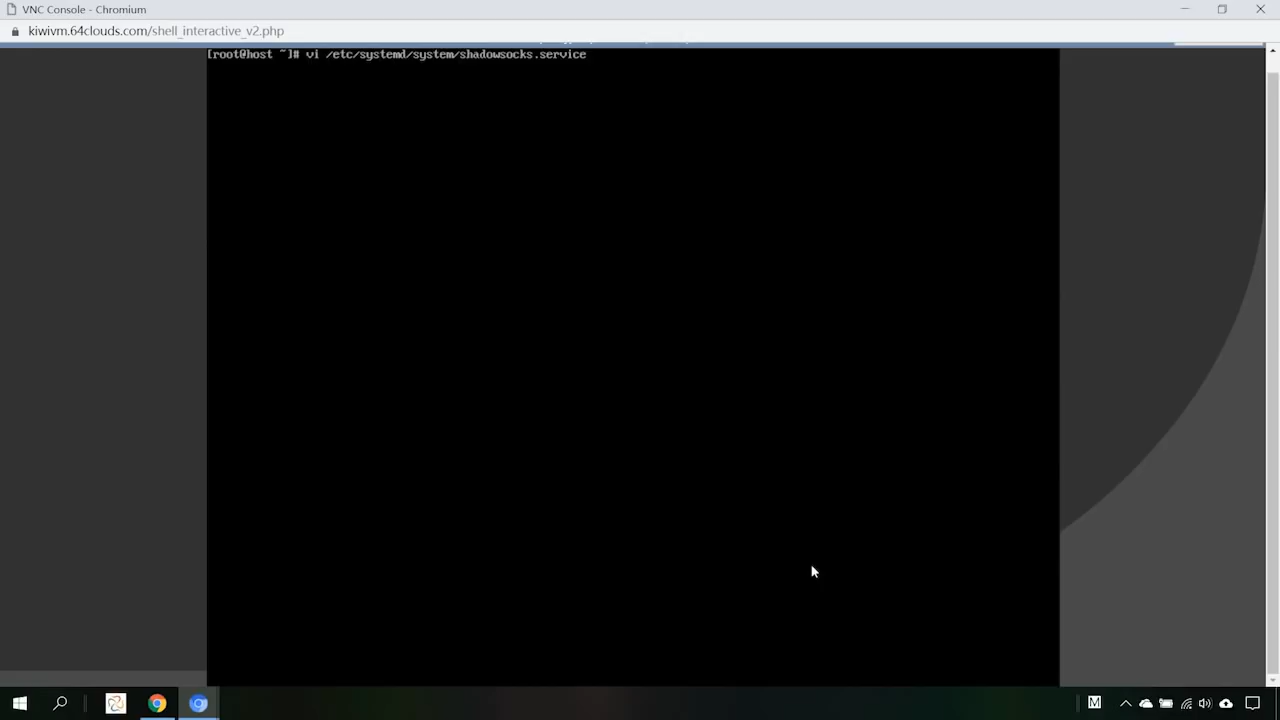 VNC Console - Chromium
kiwivm.64clouds.com/shell_interactive_v2.php
[root@host ~]# vi /etc/systemd/system/shadowsocks.service
M